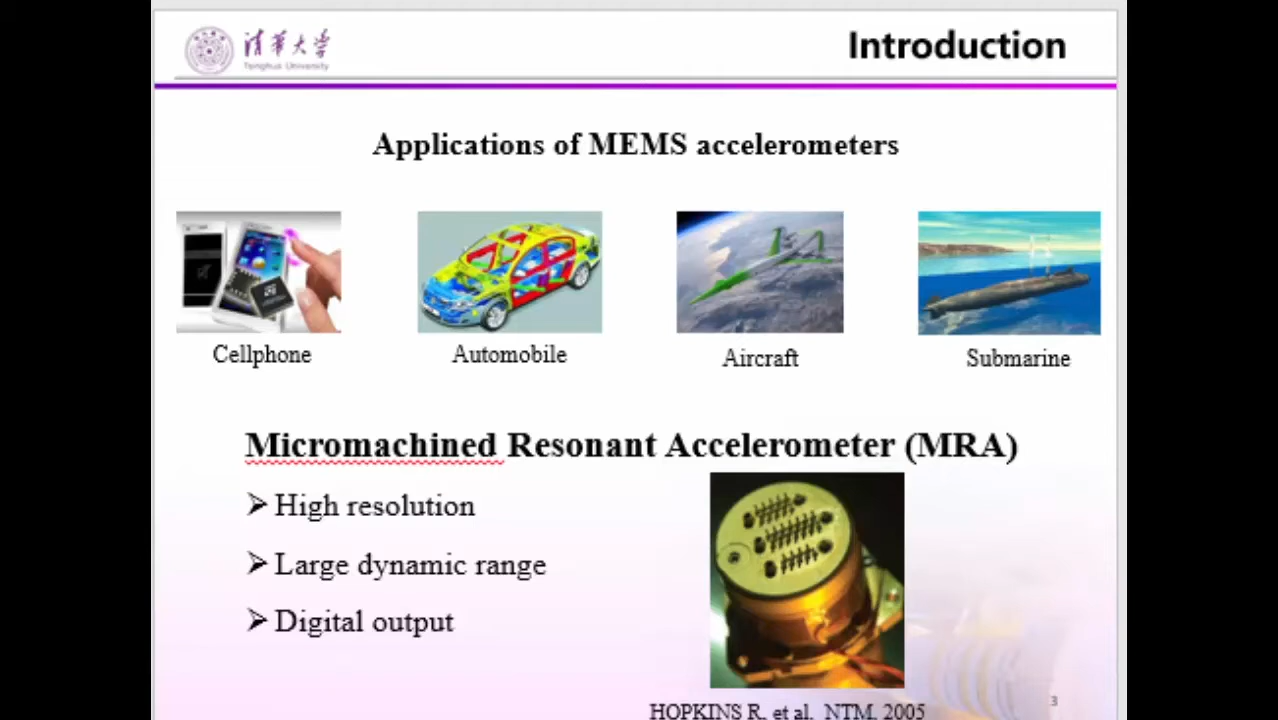 清华大学
Tsinghua University
Introduction
Applications of MEMS accelerometers
Cellphone
Automobile
Aircraft
Submarine
Micromachined Resonant Accelerometer (MRA)
High resolution
Large dynamic range
Digital output
HOPKINS R, et al, NTM, 2005
3